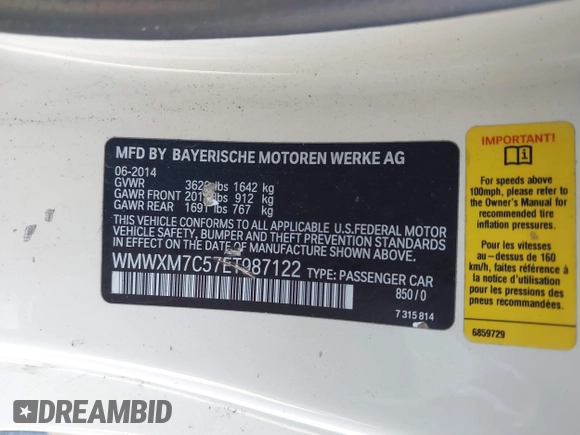 MFD BY BAYERISCHE MOTOREN WERKE AG
06-2014
GVWR lbs 1642 kg
GAWR FRONT lbs 912 kg
GAWR REAR 1691 lbs 767 kg
THIS VEHICLE CONFORMS TO ALL APPLICABLE U.S.FEDERAL MOTOR
VEHICLE SAFETY, BUMPER AND THEFT PREVENTION STANDARDS
IN EFFECT ON THE DATE OF MANUFACTURE SHOWN ABOVE.
WMWXM7C57ET987122 TYPE: PASSENGER CAR
850/0
7 315 814
IMPORTANT!
For speeds above
100mph, please refer to
the Owner's Manual for
recommended tire
inflation pressure.
Pour les vitesses
au-dessus de 160
km/h, faites référence
à la notice d'utilisation
pour les pressions des
pneus recommandées.
6859729
DREAMBID